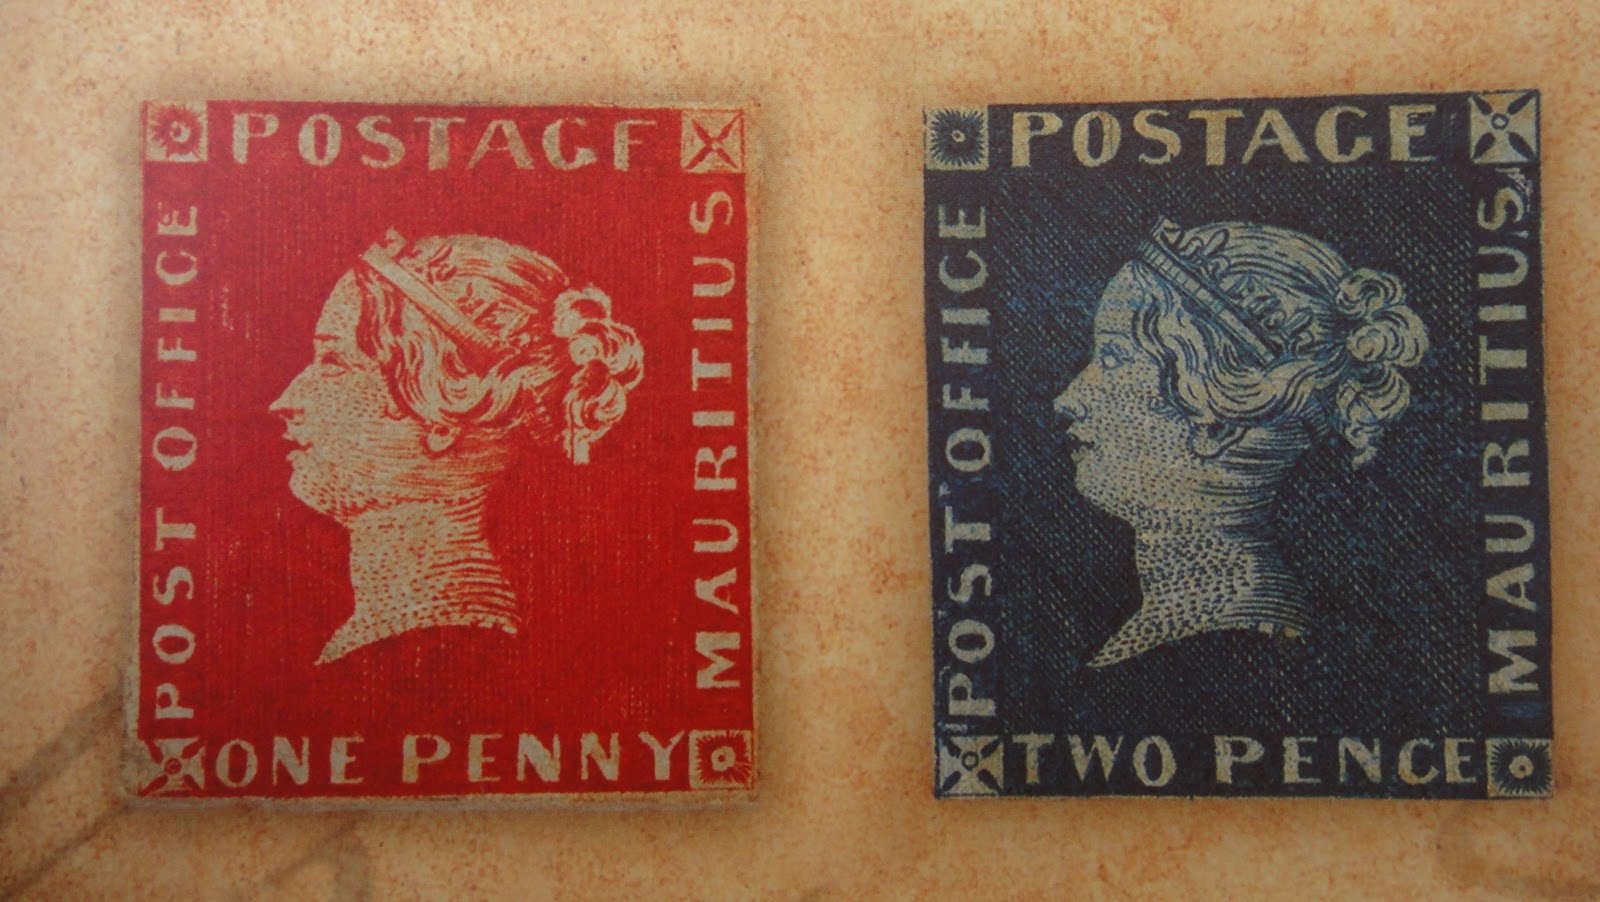 POSTAGE
POST OFFICE
MAURITIUS
ONE PENNY
POSTAGE
POST OFFICE
MAURITIUS
TWO PENCE